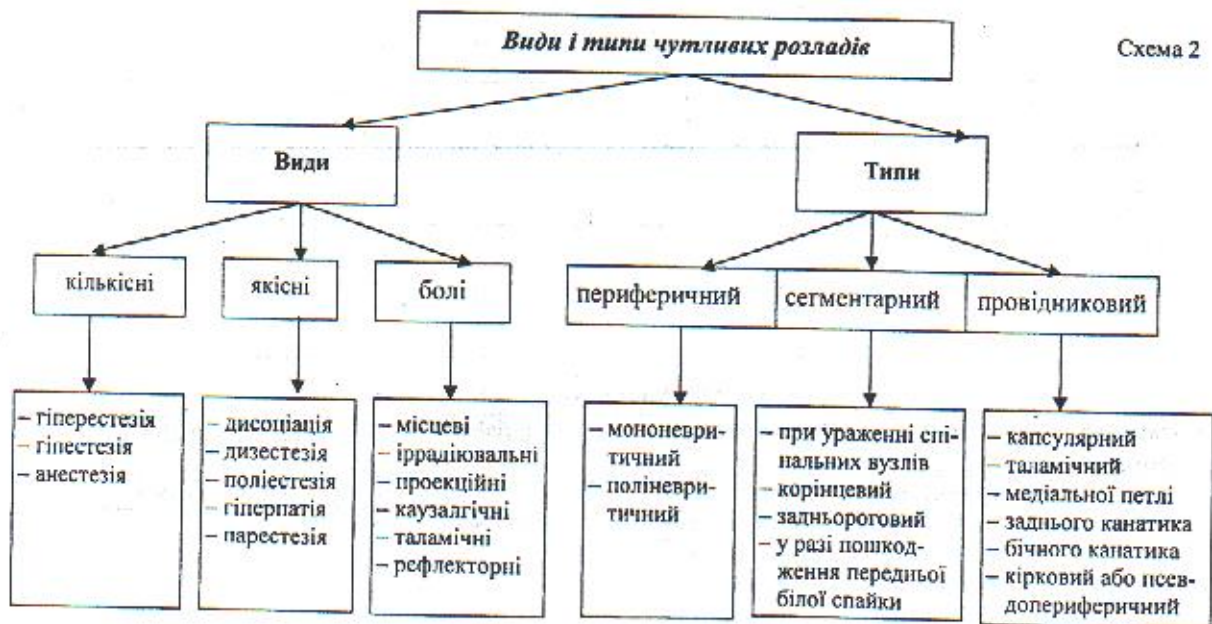 Види і типи чутливих розладів
Схема 2
Види
Типи
кількісні
якісні
болі
периферичний
сегментарний
провідниковий
– гіперестезія
– гіпестезія
– анестезія
– дисоціація
– дизестезія
– поліестезія
– гіперпатія
– парестезія
– місцеві
– іррадіювальні
– проекційні
– каузалгічні
– таламічні
– рефлекторні
– мононеври-
тичний
– поліневри-
тичний
– при ураженні спі-
нальних вузлів
– корінцевий
– задньороговий
– у разі пошкод-
ження передньої
білої спайки
– капсулярний
– таламічний
– медіальної петлі
– заднього канатика
– бічного канатика
– кірковий або псев-
допериферичний